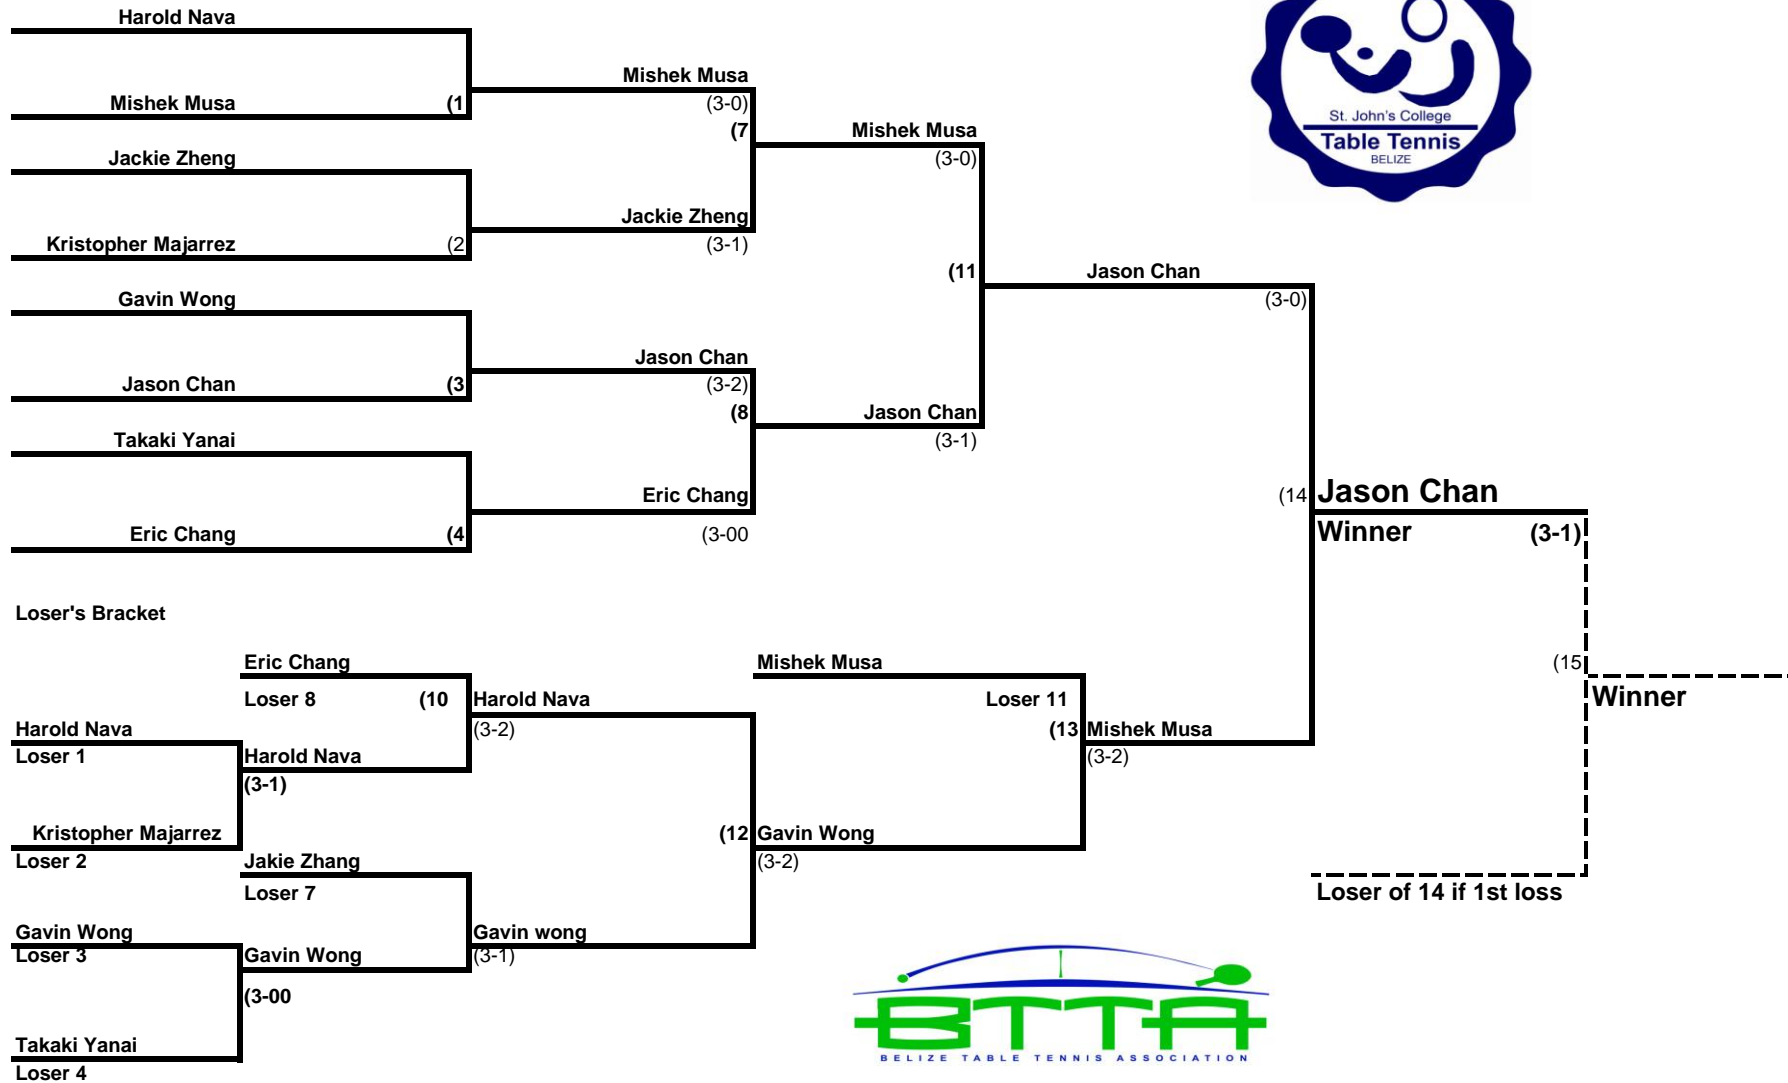 Harold Nava
Mishek Musa (1
Mishek Musa
(3-0)
(7
Jackie Zheng
Kristopher Majarrez (2
Jackie Zheng
(3-1)
Mishek Musa
(3-0)
(11
Gavin Wong
Jason Chan (3
Jason Chan
(3-2)
(8
Takaki Yanai
Eric Chang (4
Eric Chang
(3-00
Jason Chan
(3-1)
Jason Chan
(3-0)
(14
Jason Chan
Winner (3-1)
(15
Winner
Loser of 14 if 1st loss
St. John's College
Table Tennis
BELIZE
Loser's Bracket
Eric Chang
Loser 8 (10
Harold Nava
Loser 1
Harold Nava
(3-1)
Kristopher Majarrez
Loser 2
Harold Nava
(3-2)
Jakie Zhang
Loser 7
Gavin Wong
Loser 3
Gavin Wong
(3-00
Takaki Yanai
Loser 4
Gavin wong
(3-1)
(12
Mishek Musa
Loser 11
(13
Gavin Wong
(3-2)
Mishek Musa
(3-2)
BTTA
BELIZE TABLE TENNIS ASSOCIATION